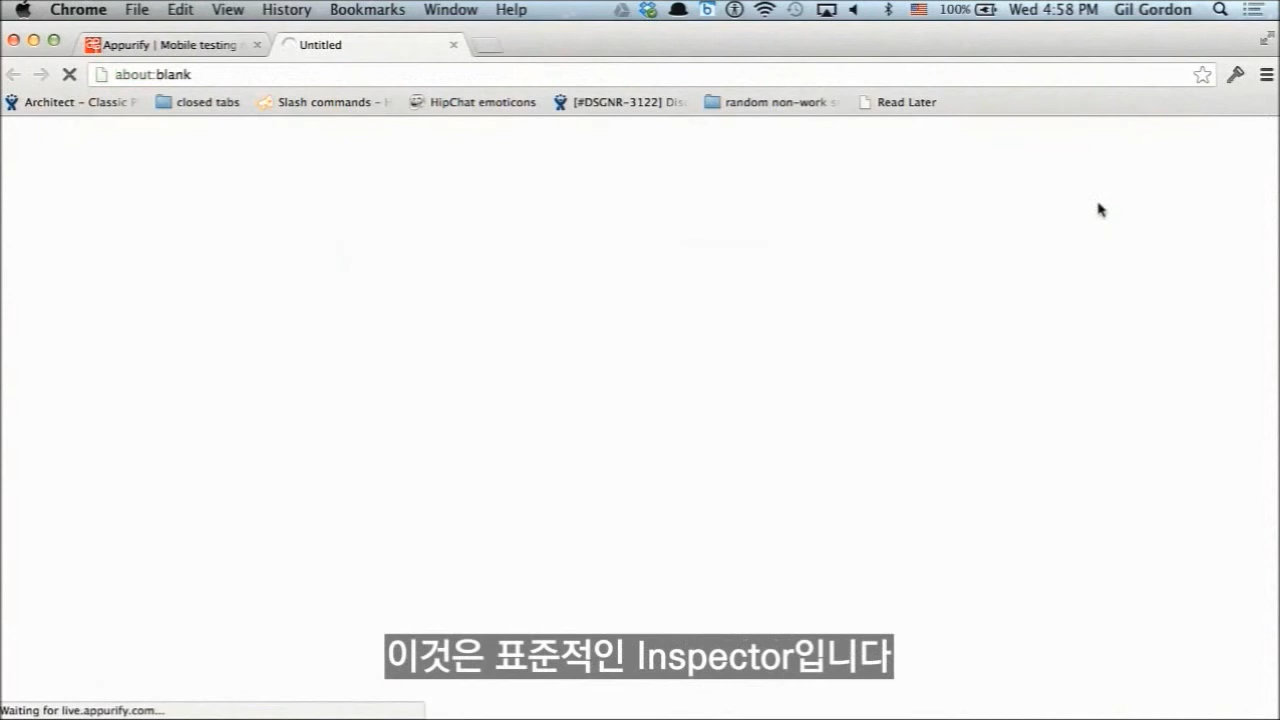 Chrome File Edit View History Bookmarks Window Help 100% Wed 4:58 PM Gil Gordon
Appurify | Mobile testing Untitled
about:blank
Architect - Classic closed tabs Slash commands - HipChat emoticons [#DSGNR-3122] Dis random non-work Read Later
이것은 표준적인 Inspector입니다
Waiting for live.appurify.com...